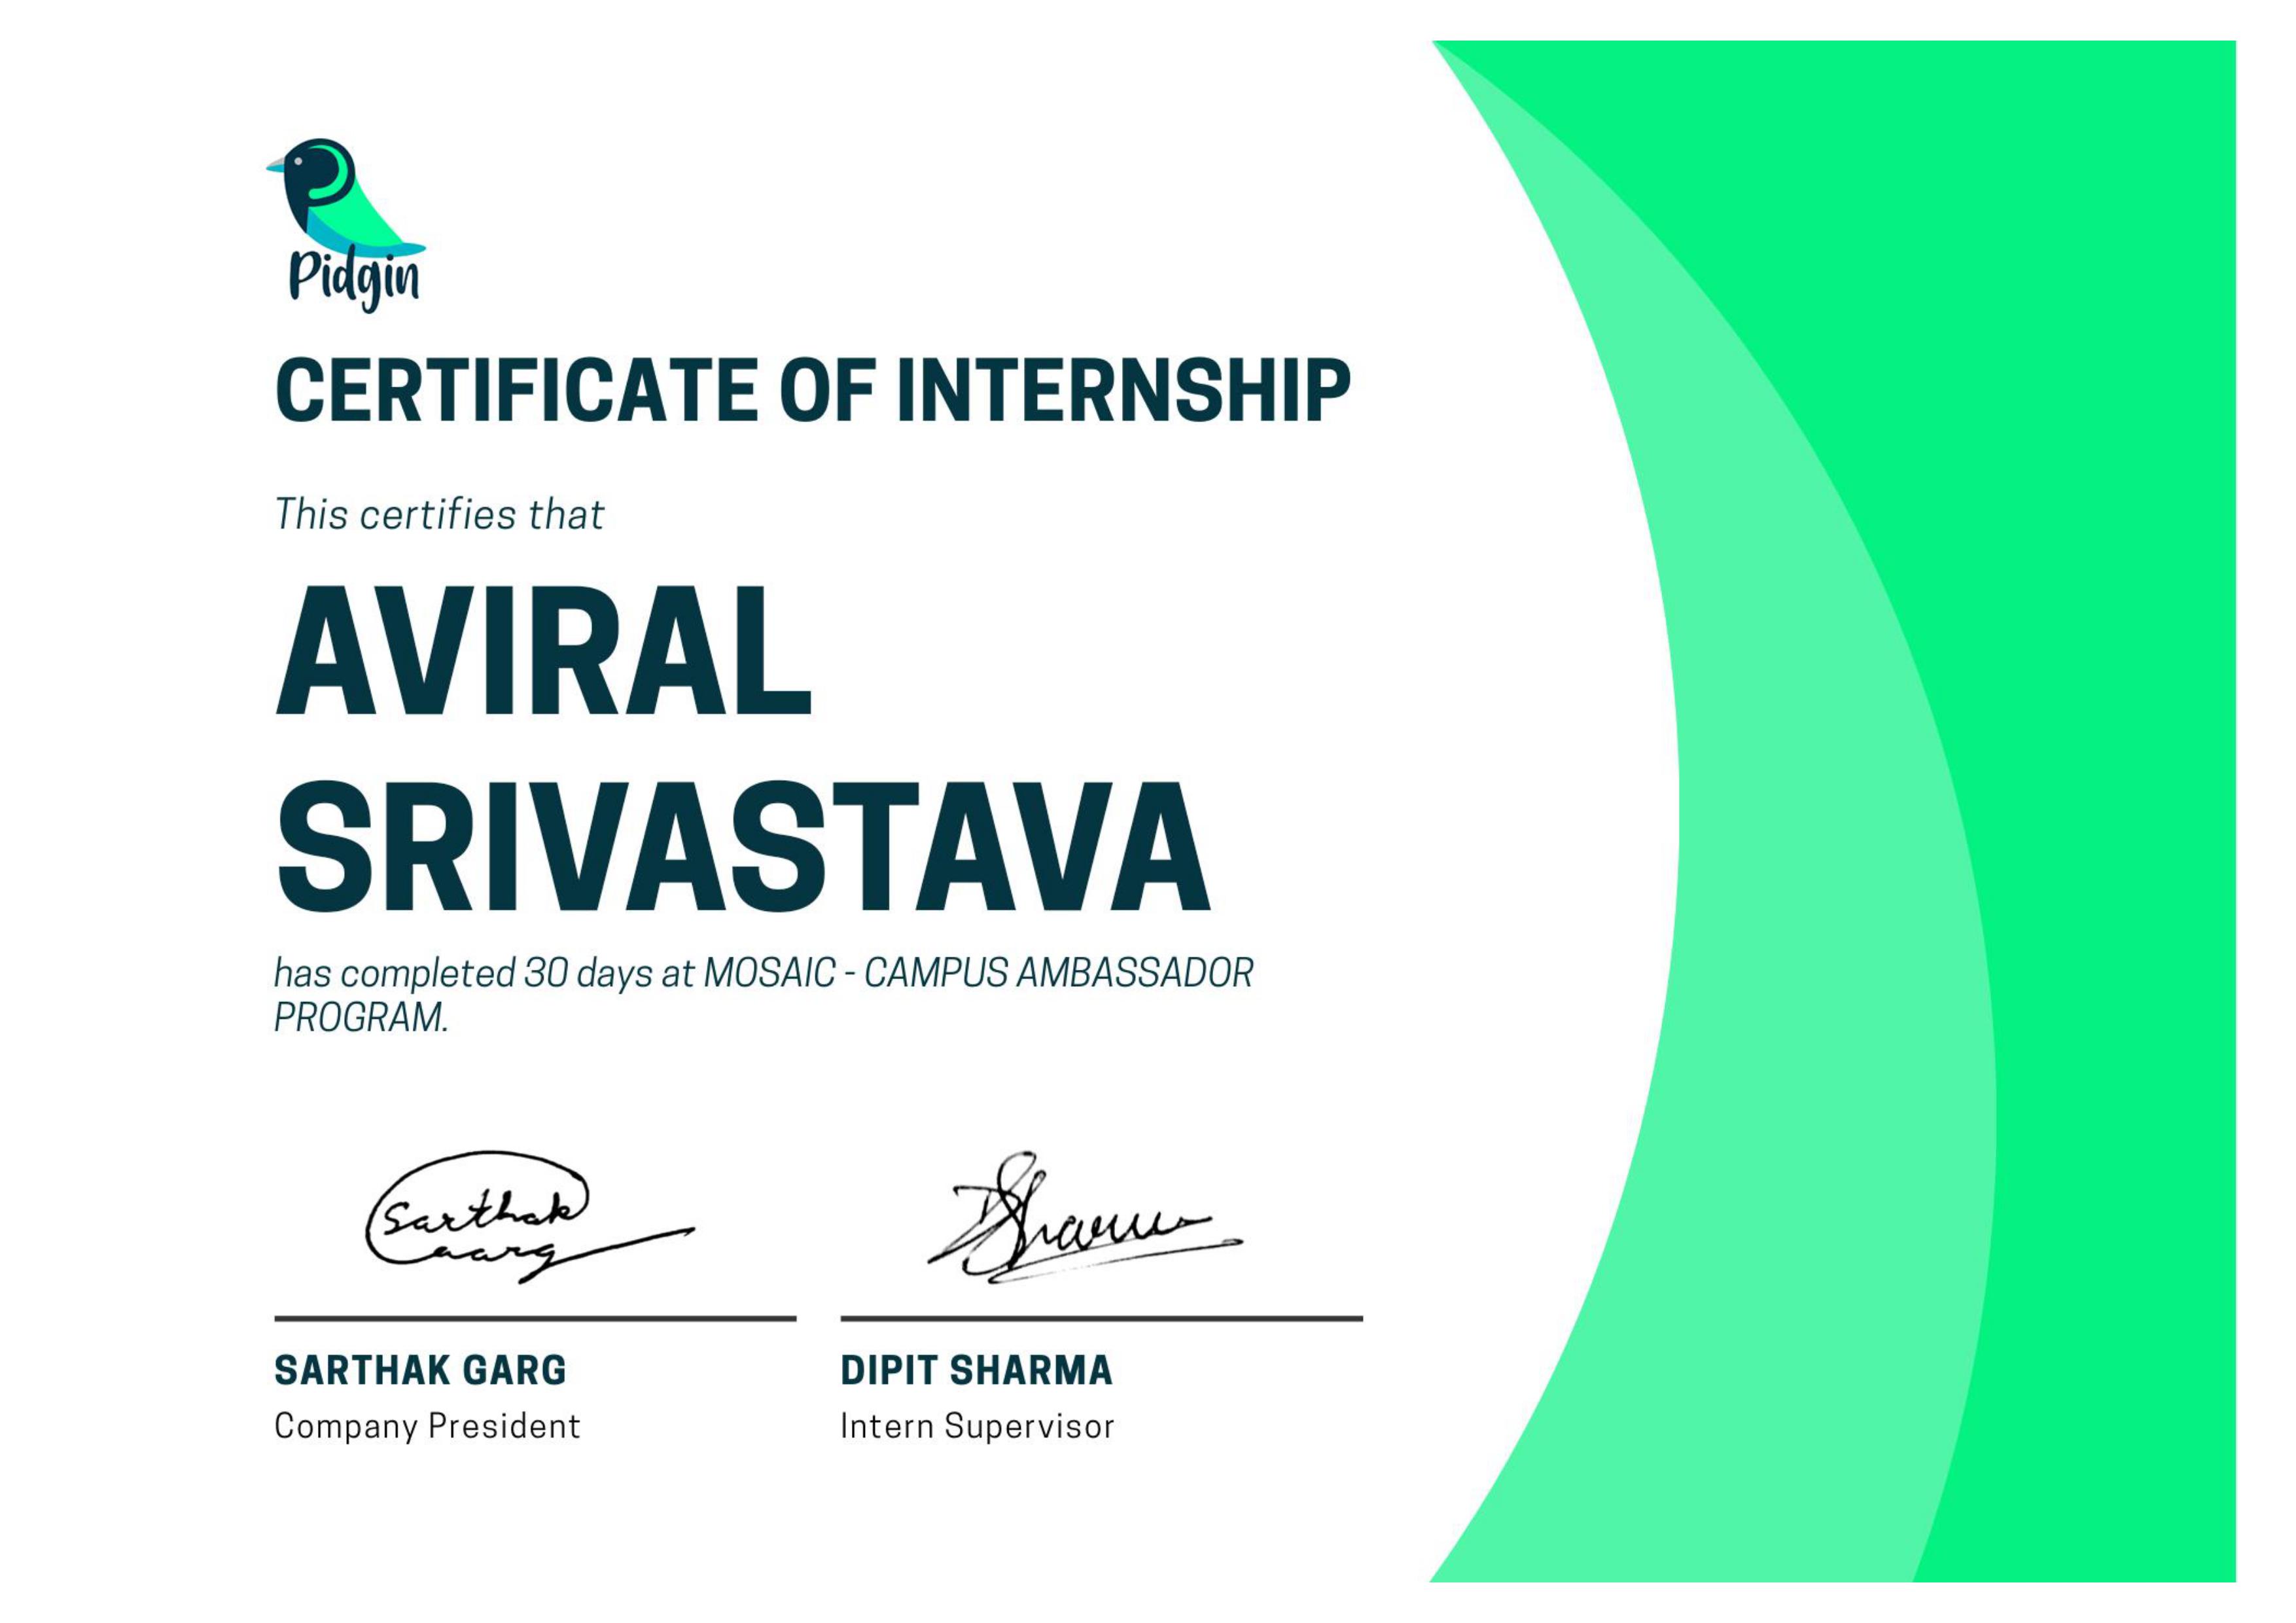 Pidgin
CERTIFICATE OF INTERNSHIP
This certifies that
AVIRAL
SRIVASTAVA
has completed 30 days at MOSAIC - CAMPUS AMBASSADOR
PROGRAM.
Sarthak
Garg
DSharma
SARTHAK GARG
DIPIT SHARMA
Company President
Intern Supervisor